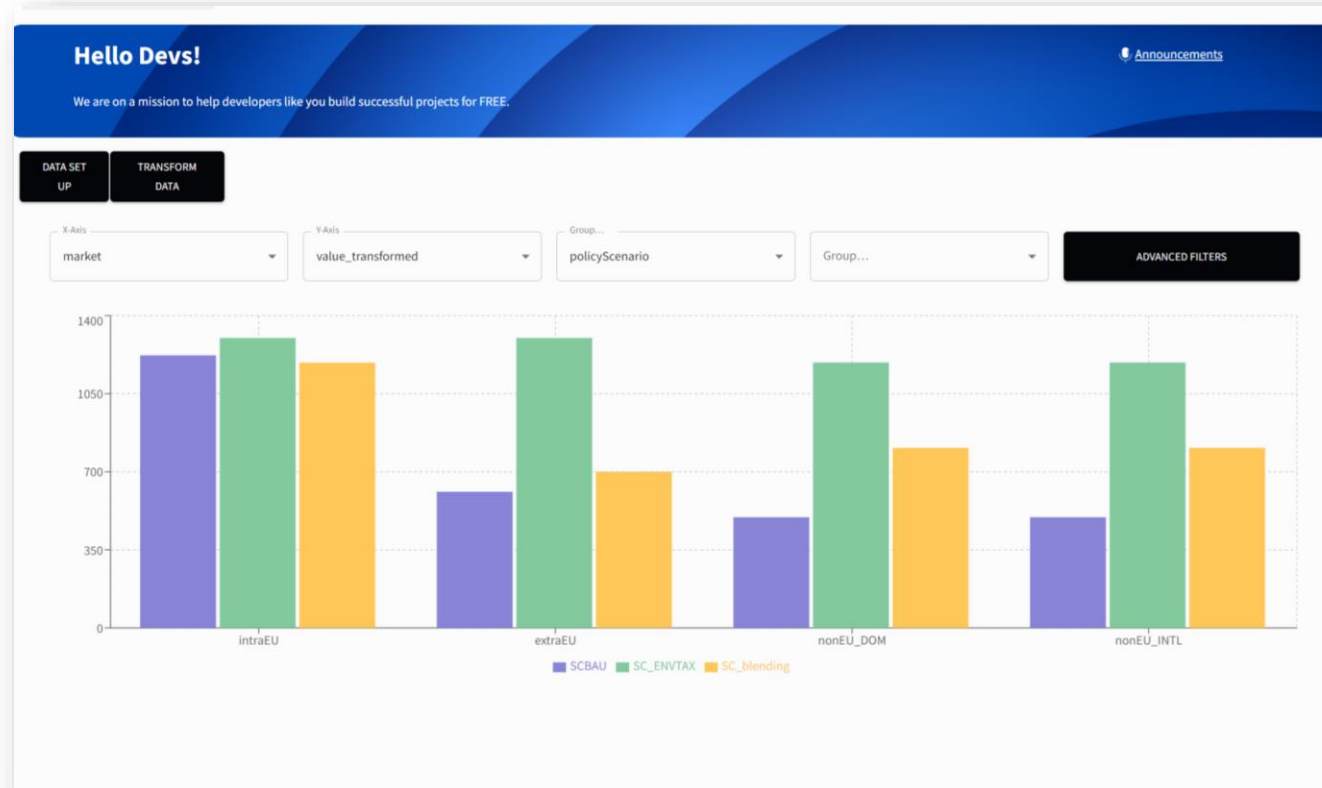 Hello Devs!
Announcements
We are on a mission to help developers like you build successful projects for FREE.
DATA SET
UP
TRANSFORM
DATA
X-Axis
market
Y-Axis
value_transformed
Group...
policyScenario
Group...
ADVANCED FILTERS
1400
1050
700
350
0
intraEU
extraEU
nonEU_DOM
nonEU_INTL
SCBAU
SC_ENVTAX
SC_blending